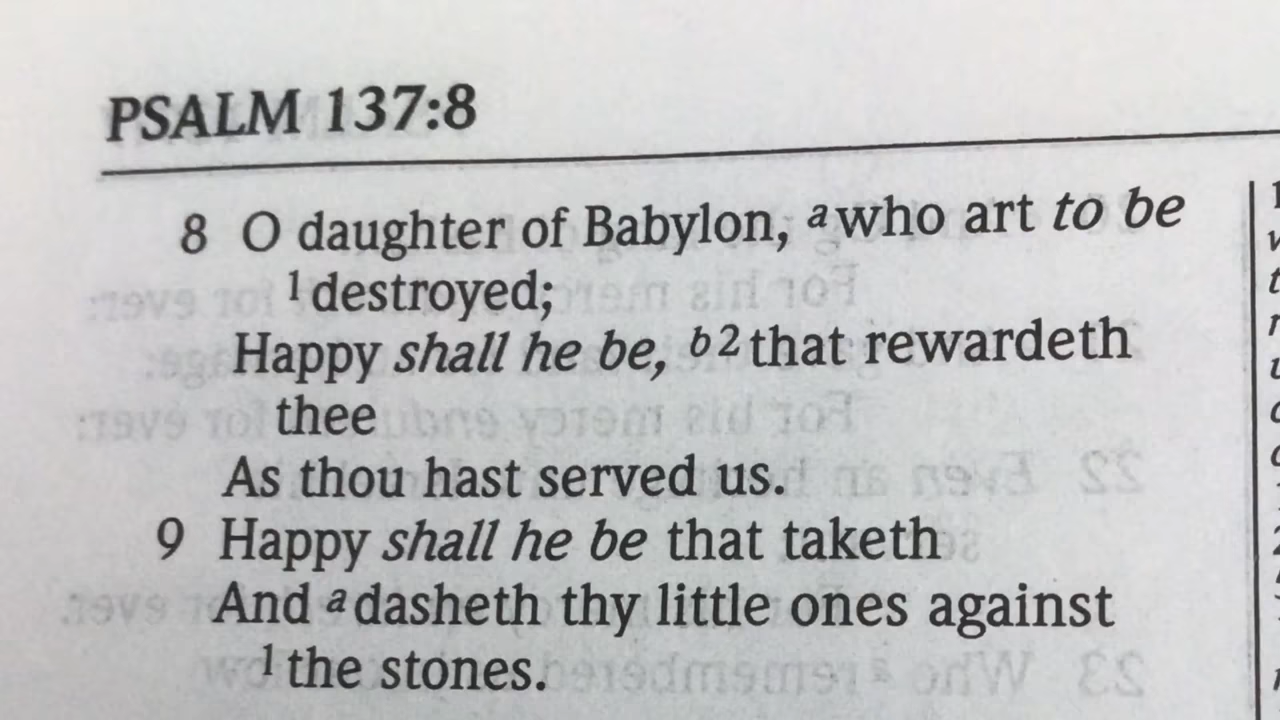 PSALM 137:8
8 O daughter of Babylon, a who art to be
1 destroyed;
Happy shall he be, b 2 that rewardeth
thee
As thou hast served us.
9 Happy shall he be that taketh
And a dasheth thy little ones against
1 the stones.